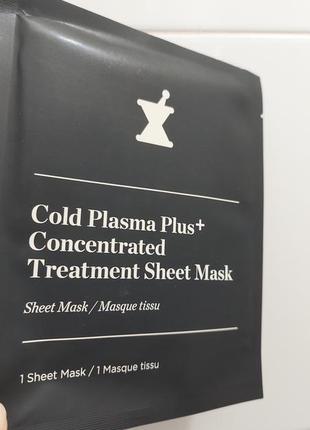 Cold Plasma Plus+
Concentrated
Treatment Sheet Mask
Sheet Mask / Masque tissu
1 Sheet Mask / 1 Masque tissu